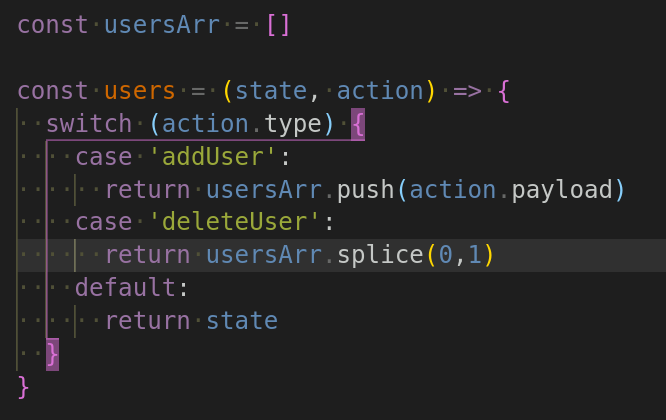 const usersArr = []
const users = (state, action) => {
  switch (action.type) {
    case 'addUser':
      return usersArr.push(action.payload)
    case 'deleteUser':
      return usersArr.splice(0,1)
    default:
      return state
  }
}